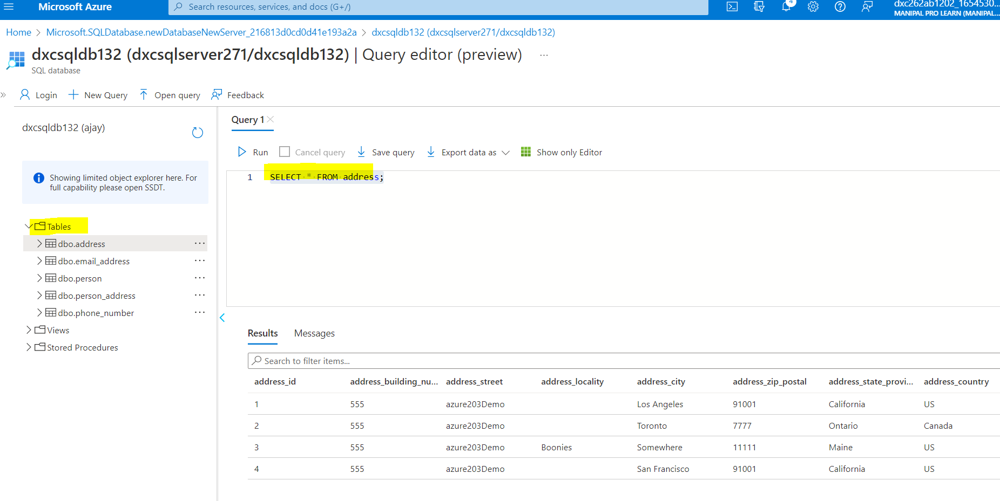 Microsoft Azure
Search resources, services, and docs (G+/)
4
dxc262ab1202_1654530...
MANIPAL PRO LEARN (MANIPAL...
Home > Microsoft.SQLDatabase.newDatabaseNewServer_216813d0cd0d41e193a2a > dxcsqldb132 (dxcsqlserver271/dxcsqldb132)
dxcsqldb132 (dxcsqlserver271/dxcsqldb132) | Query editor (preview) ...
SQL database
Login New Query Open query Feedback
dxcsqldb132 (ajay)
Showing limited object explorer here. For
full capability please open SSDT.
Tables
dbo.address ...
dbo.email_address ...
dbo.person ...
dbo.person_address ...
dbo.phone_number ...
Views
Stored Procedures
Query 1
Run Cancel query Save query Export data as Show only Editor
1 SELECT * FROM address;
Results Messages
Search to filter items...
address_id address_building_nu... address_street address_locality address_city address_zip_postal address_state_provi... address_country
1 555 azure203Demo Los Angeles 91001 California US
2 555 azure203Demo Toronto 7777 Ontario Canada
3 555 azure203Demo Boonies Somewhere 11111 Maine US
4 555 azure203Demo San Francisco 91001 California US